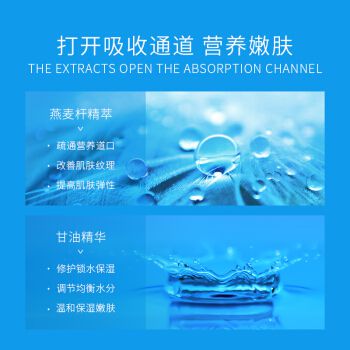 打开吸收通道 营养嫩肤
THE EXTRACTS OPEN THE ABSORPTION CHANNEL
燕麦杆精萃
• 疏通营养道口
• 改善肌肤纹理
• 提高肌肤弹性
甘油精华
• 修护锁水保湿
• 调节均衡水分
• 温和保湿嫩肤